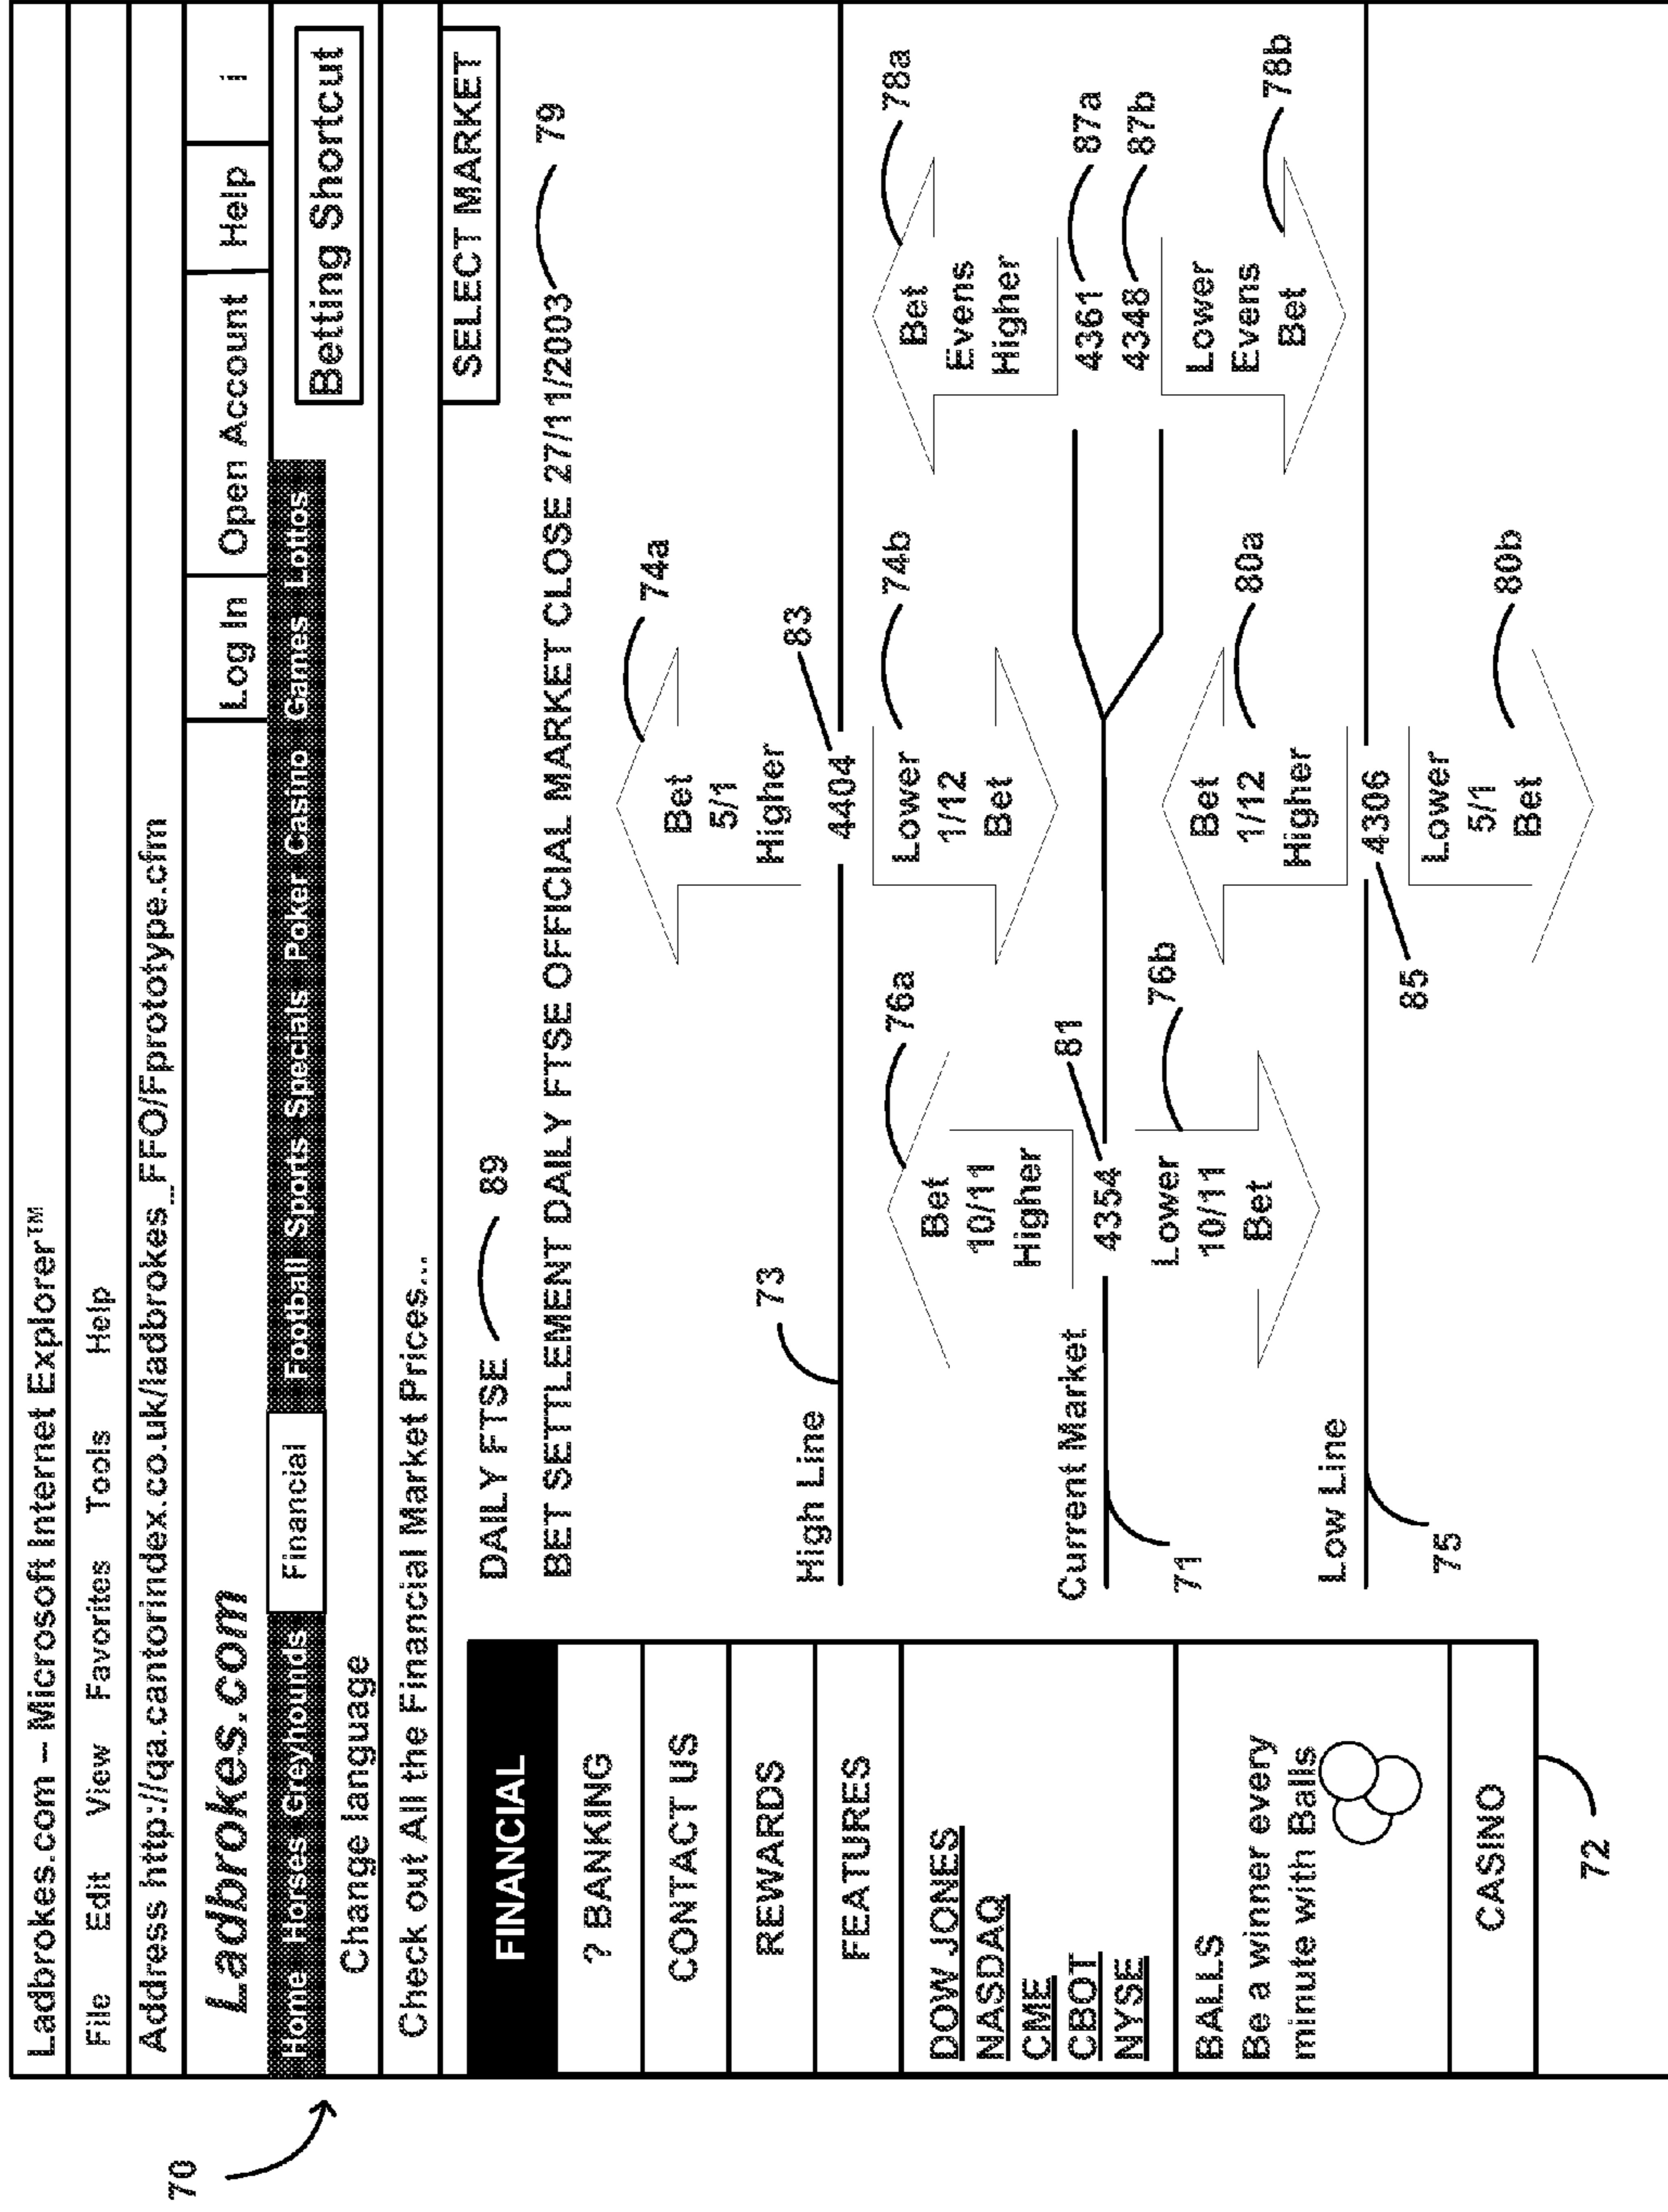 Ladbrokes.com – Microsoft Internet Explorer™
File Edit View Favorites Tools Help
Address http://qa.cantorindex.co.uk/ladbrokes_FFO/Fprototype.cfm
Ladbrokes.com
Log In
Open Account
Help
i
Home Horses Greyhounds
Financial
Football Sports Specials Poker Casino Games Lottos
Change language
Betting Shortcut
Check out All the Financial Market Prices...
SELECT MARKET
70
FINANCIAL
? BANKING
CONTACT US
REWARDS
FEATURES
DOW JONES
NASDAQ
CME
CBOT
NYSE
BALLS
Be a winner every
minute with Balls
CASINO
72
DAILY FTSE 89
BET SETTLEMENT DAILY FTSE OFFICIAL MARKET CLOSE 27/11/2003 79
74a
Bet
5/1
Higher
High Line
73
4404
83
Lower
1/12
Bet
74b
76a
Bet
10/11
Higher
Current Market
71
4354
81
Lower
10/11
Bet
76b
78a
Bet
Evens
Higher
4361
87a
4348
87b
Lower
Evens
Bet
78b
80a
Bet
1/12
Higher
Low Line
75
4306
85
Lower
5/1
Bet
80b